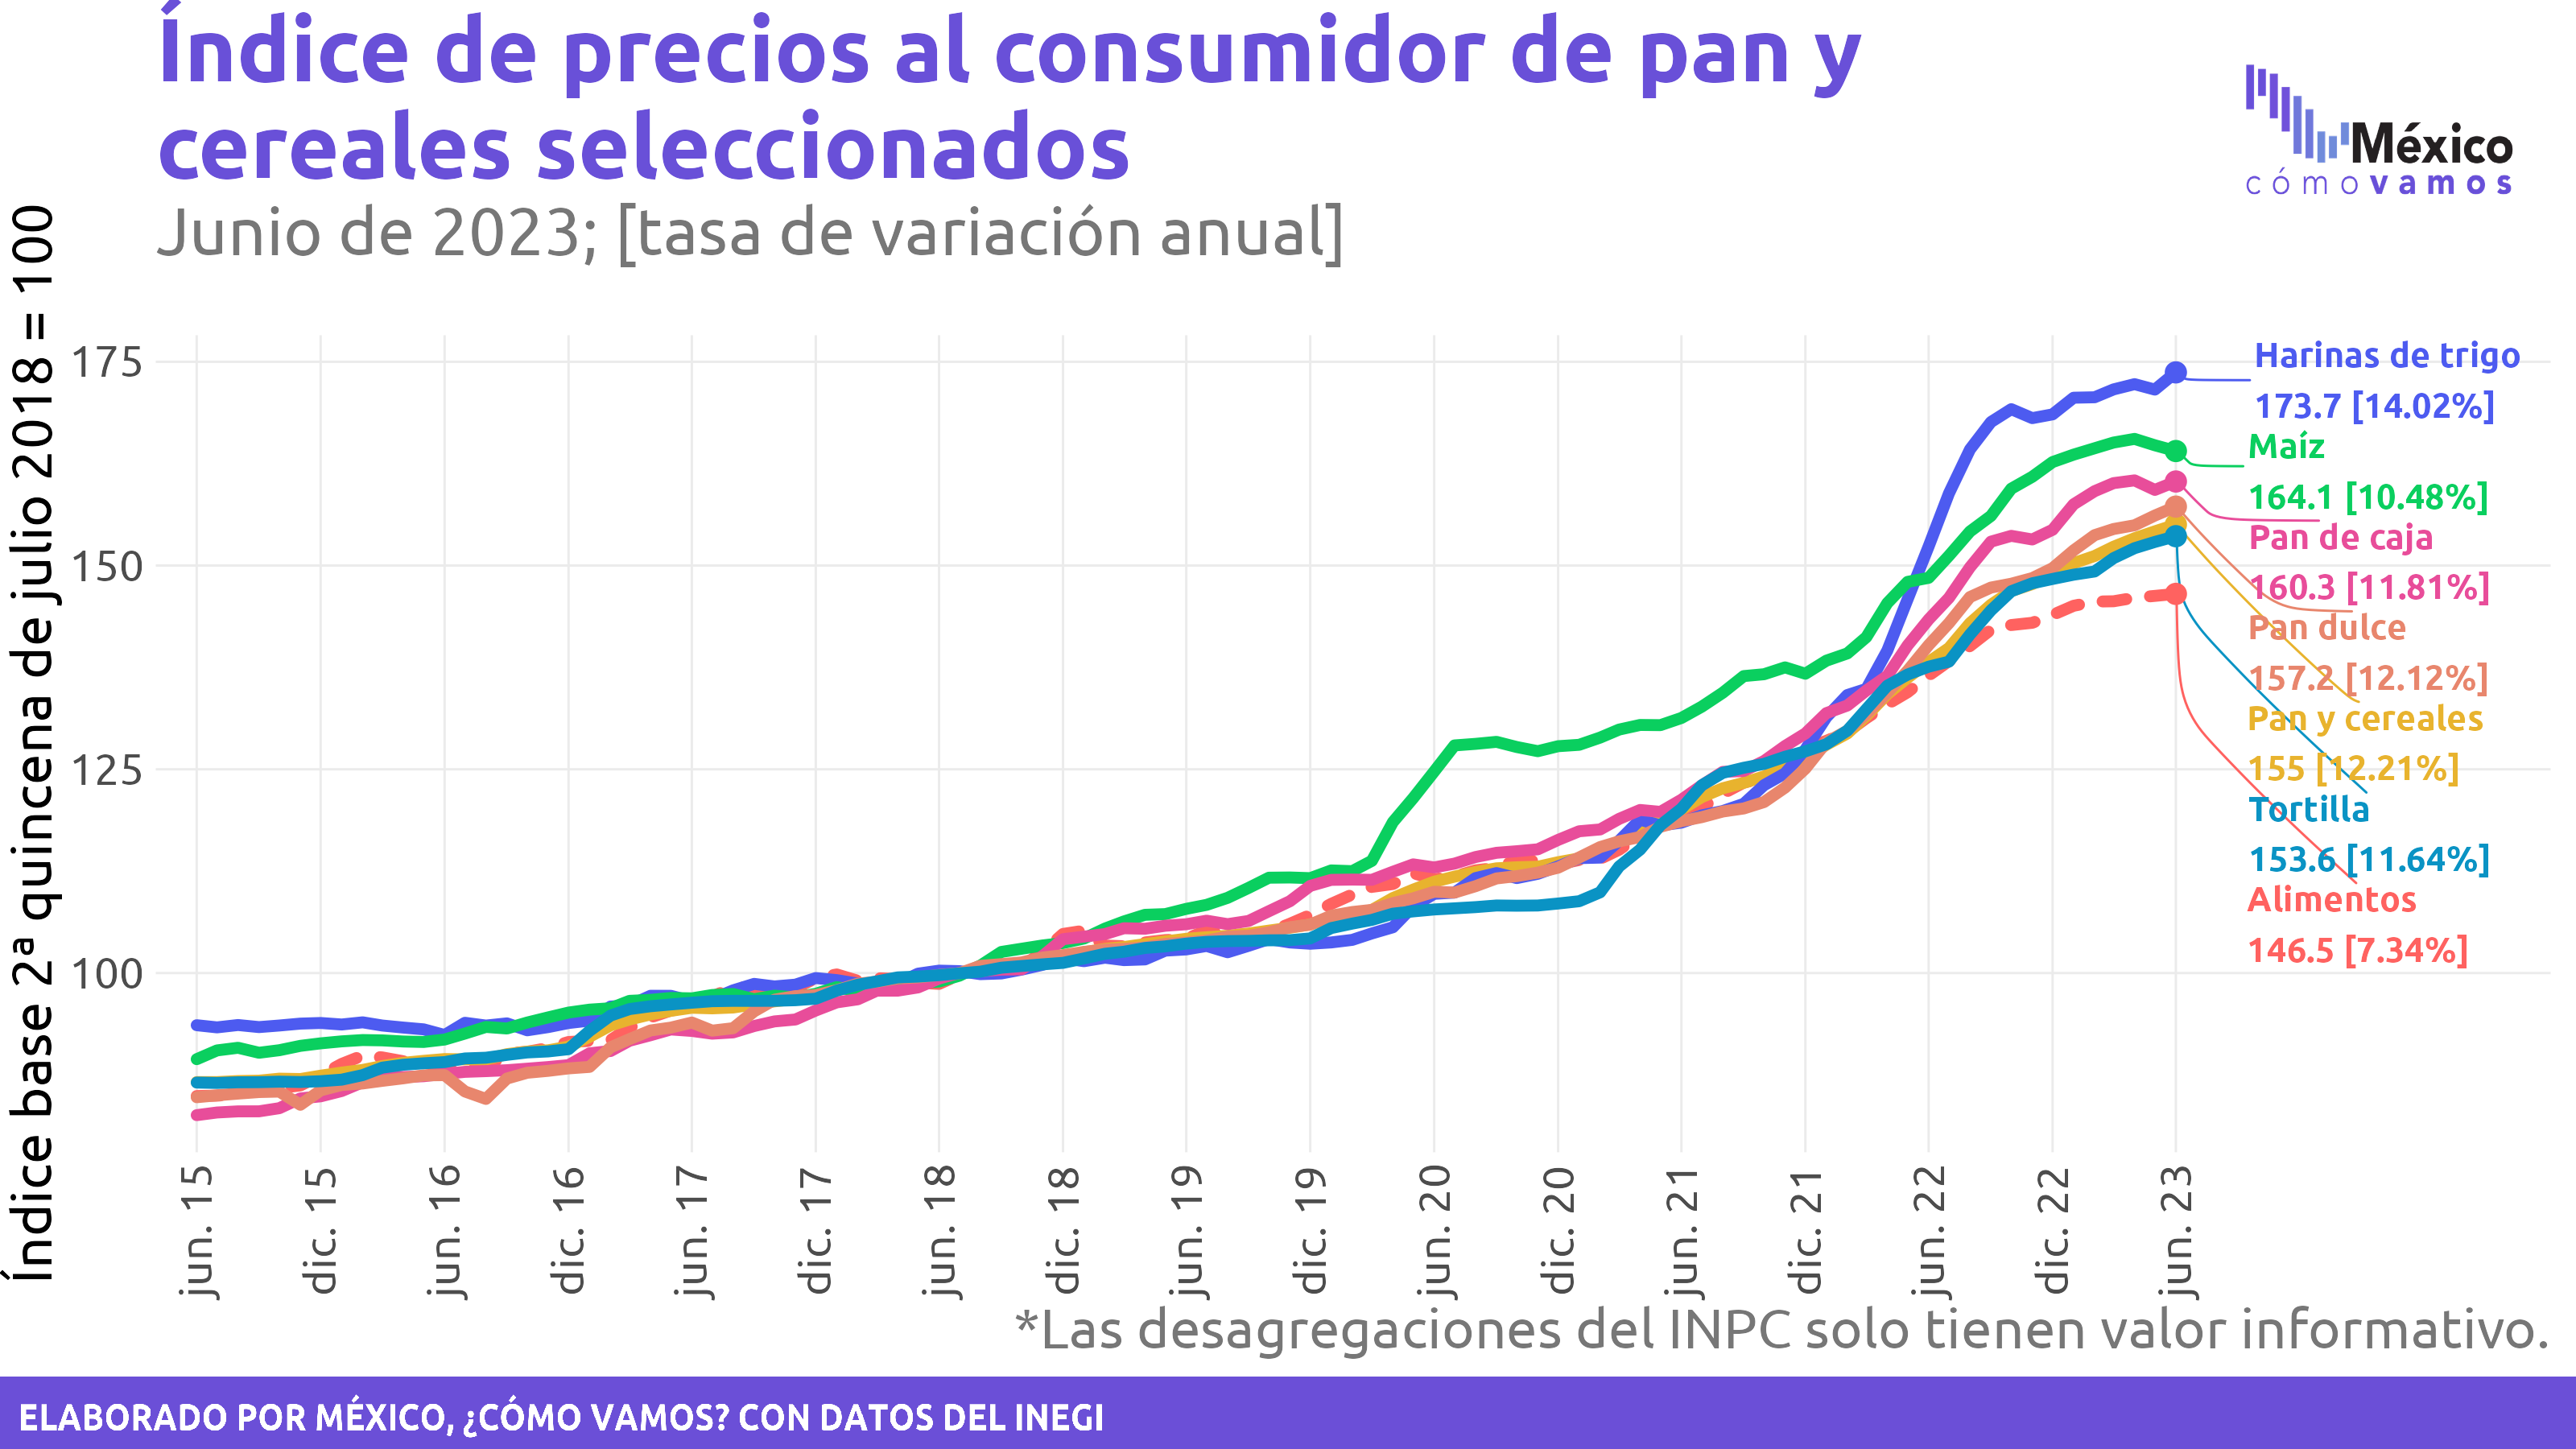 Índice de precios al consumidor de pan y
cereales seleccionados
Junio de 2023; [tasa de variación anual]
México
cómo vamos
Índice base 2ª quincena de julio 2018 = 100
175
150
125
100
Harinas de trigo
173.7 [14.02%]
Maíz
164.1 [10.48%]
Pan de caja
160.3 [11.81%]
Pan dulce
157.2 [12.12%]
Pan y cereales
155 [12.21%]
Tortilla
153.6 [11.64%]
Alimentos
146.5 [7.34%]
jun. 15
dic. 15
jun. 16
dic. 16
jun. 17
dic. 17
jun. 18
dic. 18
jun. 19
dic. 19
jun. 20
dic. 20
jun. 21
dic. 21
jun. 22
dic. 22
jun. 23
*Las desagregaciones del INPC solo tienen valor informativo.
ELABORADO POR MÉXICO, ¿CÓMO VAMOS? CON DATOS DEL INEGI